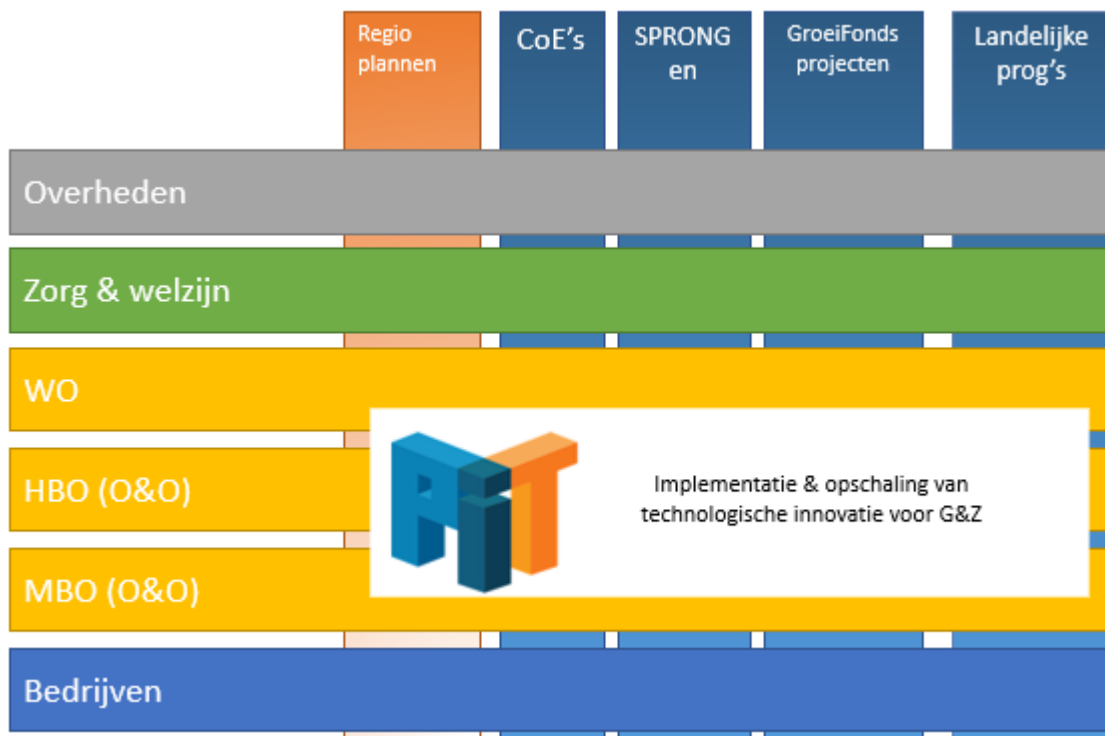 Regio
plannen
CoE's
SPRONG
en
GroeiFonds
projecten
Landelijke
prog's
Overheden
Zorg & welzijn
WO
HBO (O&O)
MBO (O&O)
Bedrijven
AiT
Implementatie & opschaling van
technologische innovatie voor G&Z